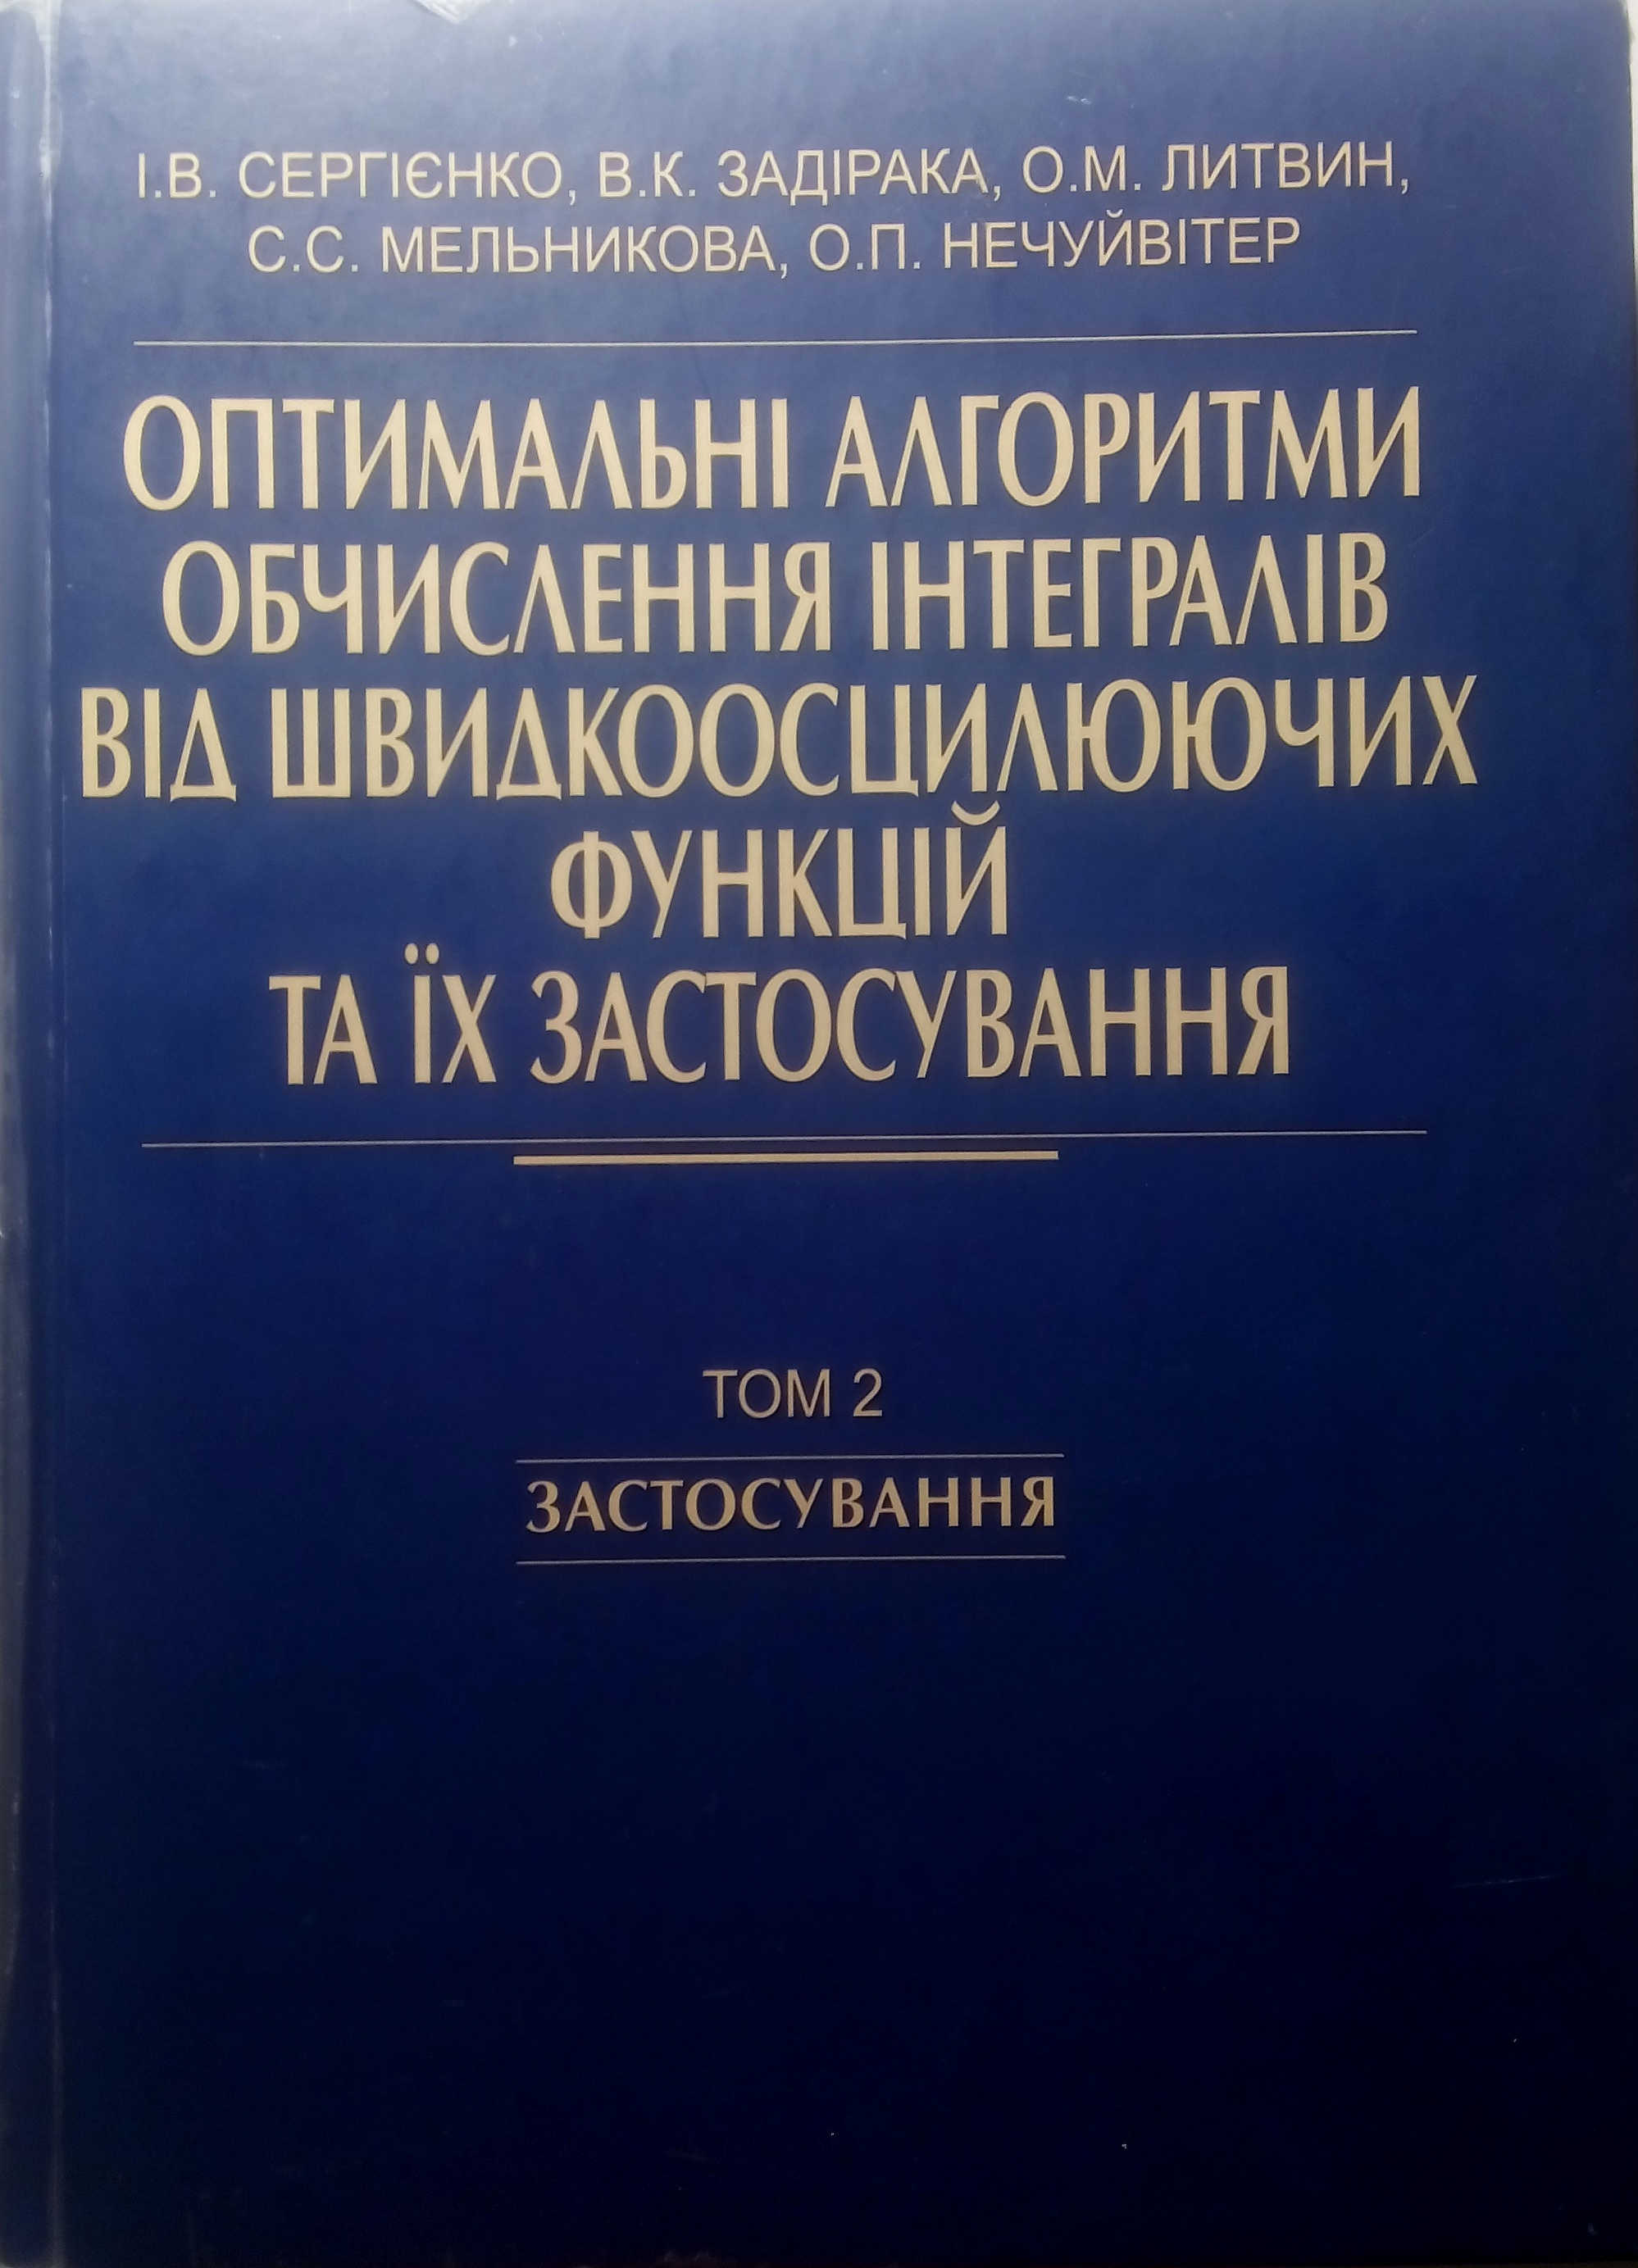 І.В. СЕРГІЄНКО, В.К. ЗАДІРАКА, О.М. ЛИТВИН,
С.С. МЕЛЬНИКОВА, О.П. НЕЧУЙВІТЕР
ОПТИМАЛЬНІ АЛГОРИТМИ
ОБЧИСЛЕННЯ ІНТЕГРАЛІВ
ВІД ШВИДКООСЦИЛЮЮЧИХ
ФУНКЦІЙ
ТА ЇХ ЗАСТОСУВАННЯ
ТОМ 2
ЗАСТОСУВАННЯ